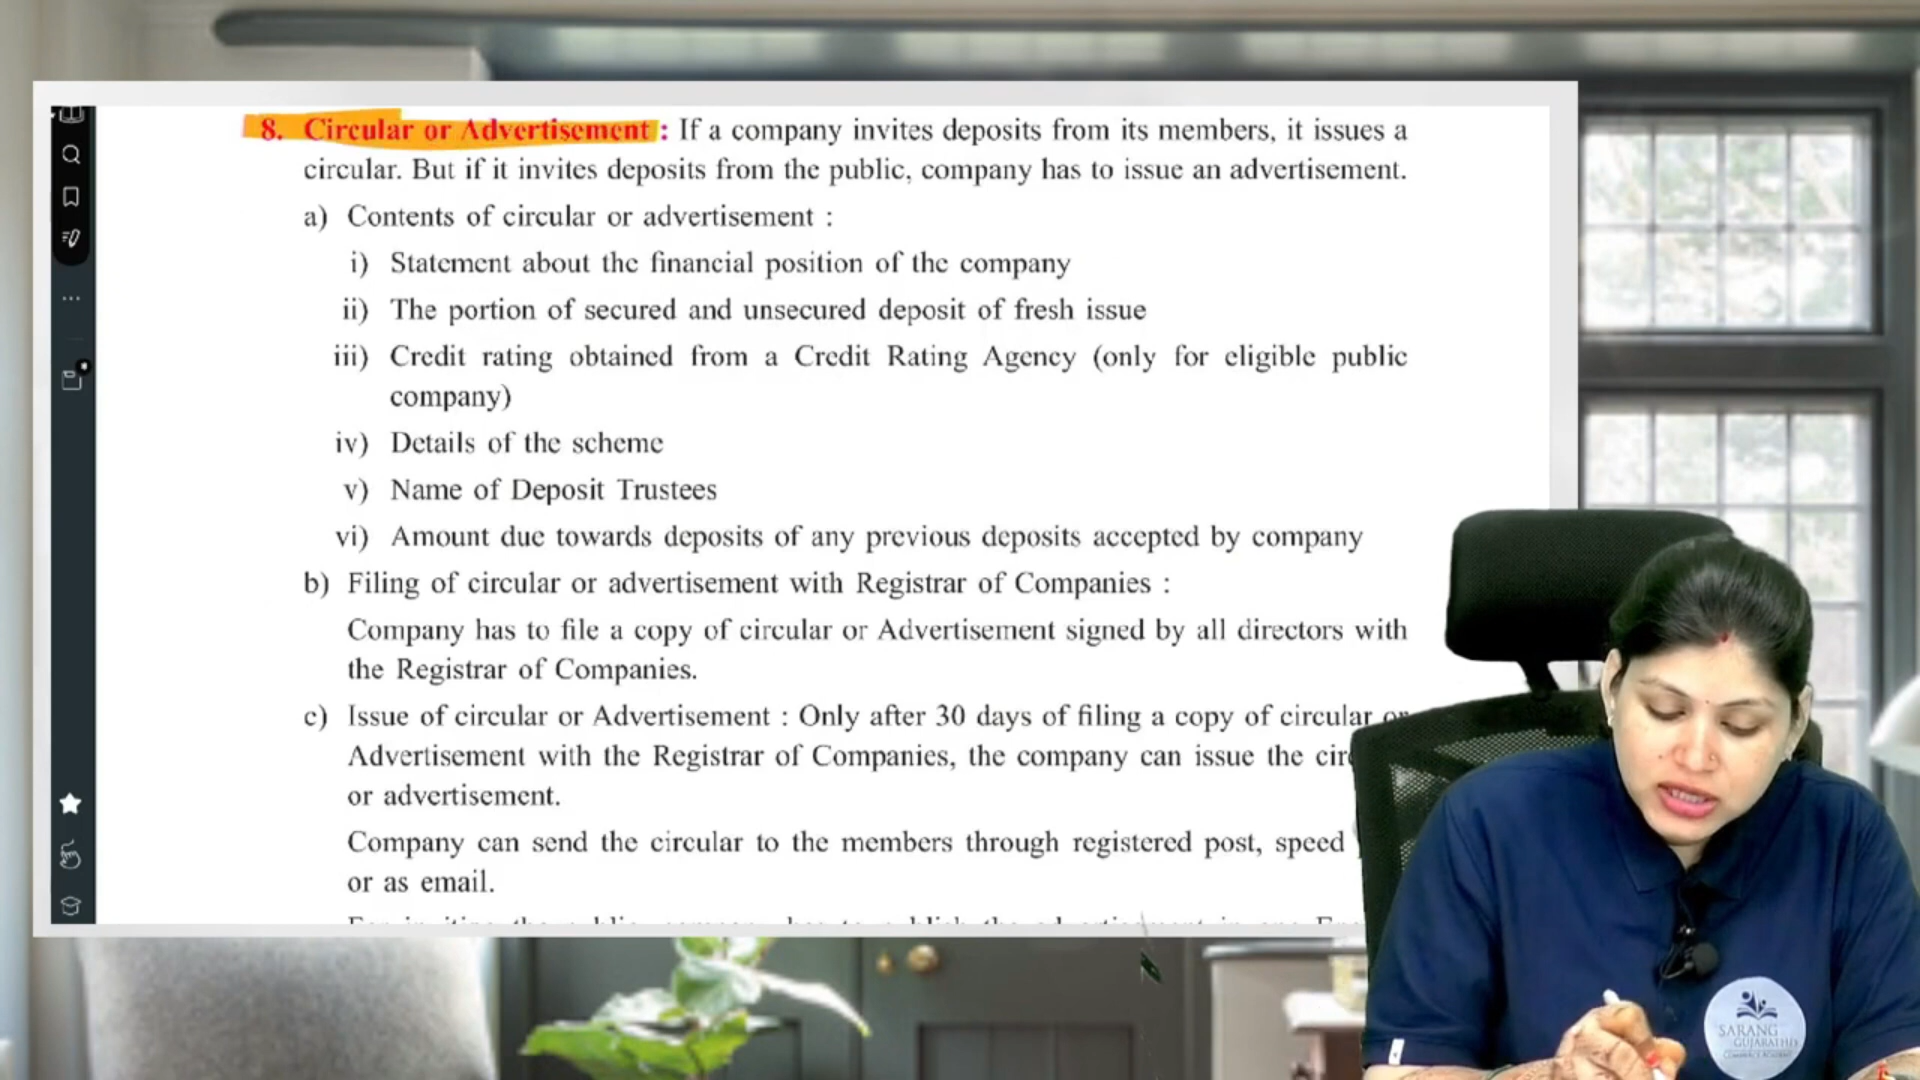 8. Circular or Advertisement : If a company invites deposits from its members, it issues a
circular. But if it invites deposits from the public, company has to issue an advertisement.
a) Contents of circular or advertisement :
i) Statement about the financial position of the company
ii) The portion of secured and unsecured deposit of fresh issue
iii) Credit rating obtained from a Credit Rating Agency (only for eligible public
company)
iv) Details of the scheme
v) Name of Deposit Trustees
vi) Amount due towards deposits of any previous deposits accepted by company
b) Filing of circular or advertisement with Registrar of Companies :
Company has to file a copy of circular or Advertisement signed by all directors with
the Registrar of Companies.
c) Issue of circular or Advertisement : Only after 30 days of filing a copy of circular or
Advertisement with the Registrar of Companies, the company can issue the
or advertisement.
Company can send the circular to the members through registered post, speed
or as email.
SARANG
GUJARATHI'S